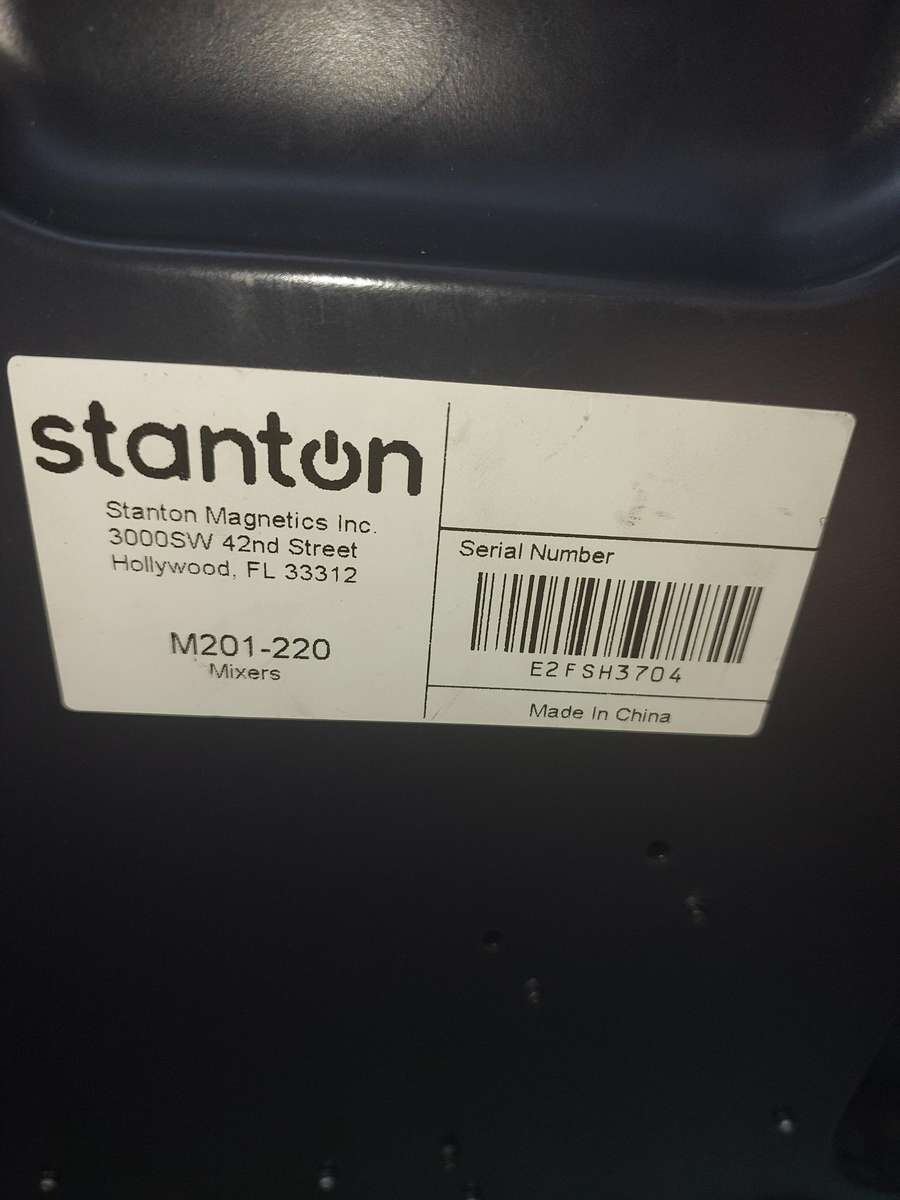 stanton
Stanton Magnetics Inc.
3000SW 42nd Street
Hollywood, FL 33312
M201-220
Mixers
Serial Number
E2FSH3704
Made In China